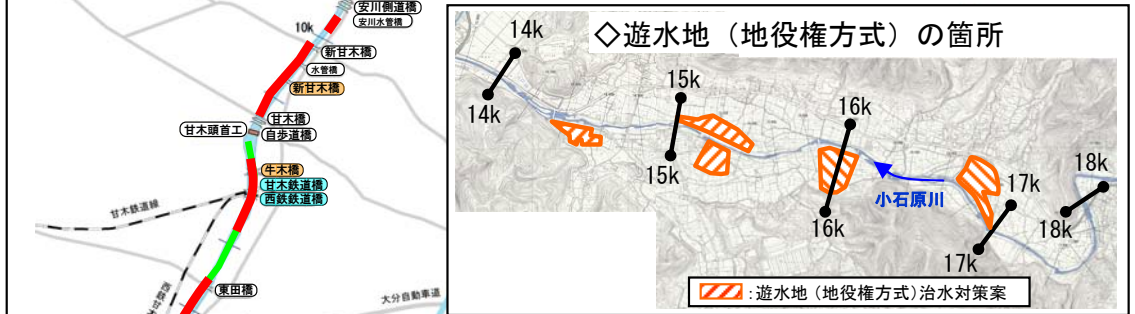 安川側道橋
安川水管橋
10k
新甘木橋
水管橋
新甘木橋
甘木橋
甘木頭首工
自歩道橋
牛木橋
甘木鉄道橋
西鉄鉄道橋
甘木鉄道線
東田橋
西鉄甘木
大分自動車道
◇遊水地（地役権方式）の箇所
14k
14k
15k
15k
16k
16k
17k
17k
18k
18k
小石原川
：遊水地（地役権方式）治水対策案